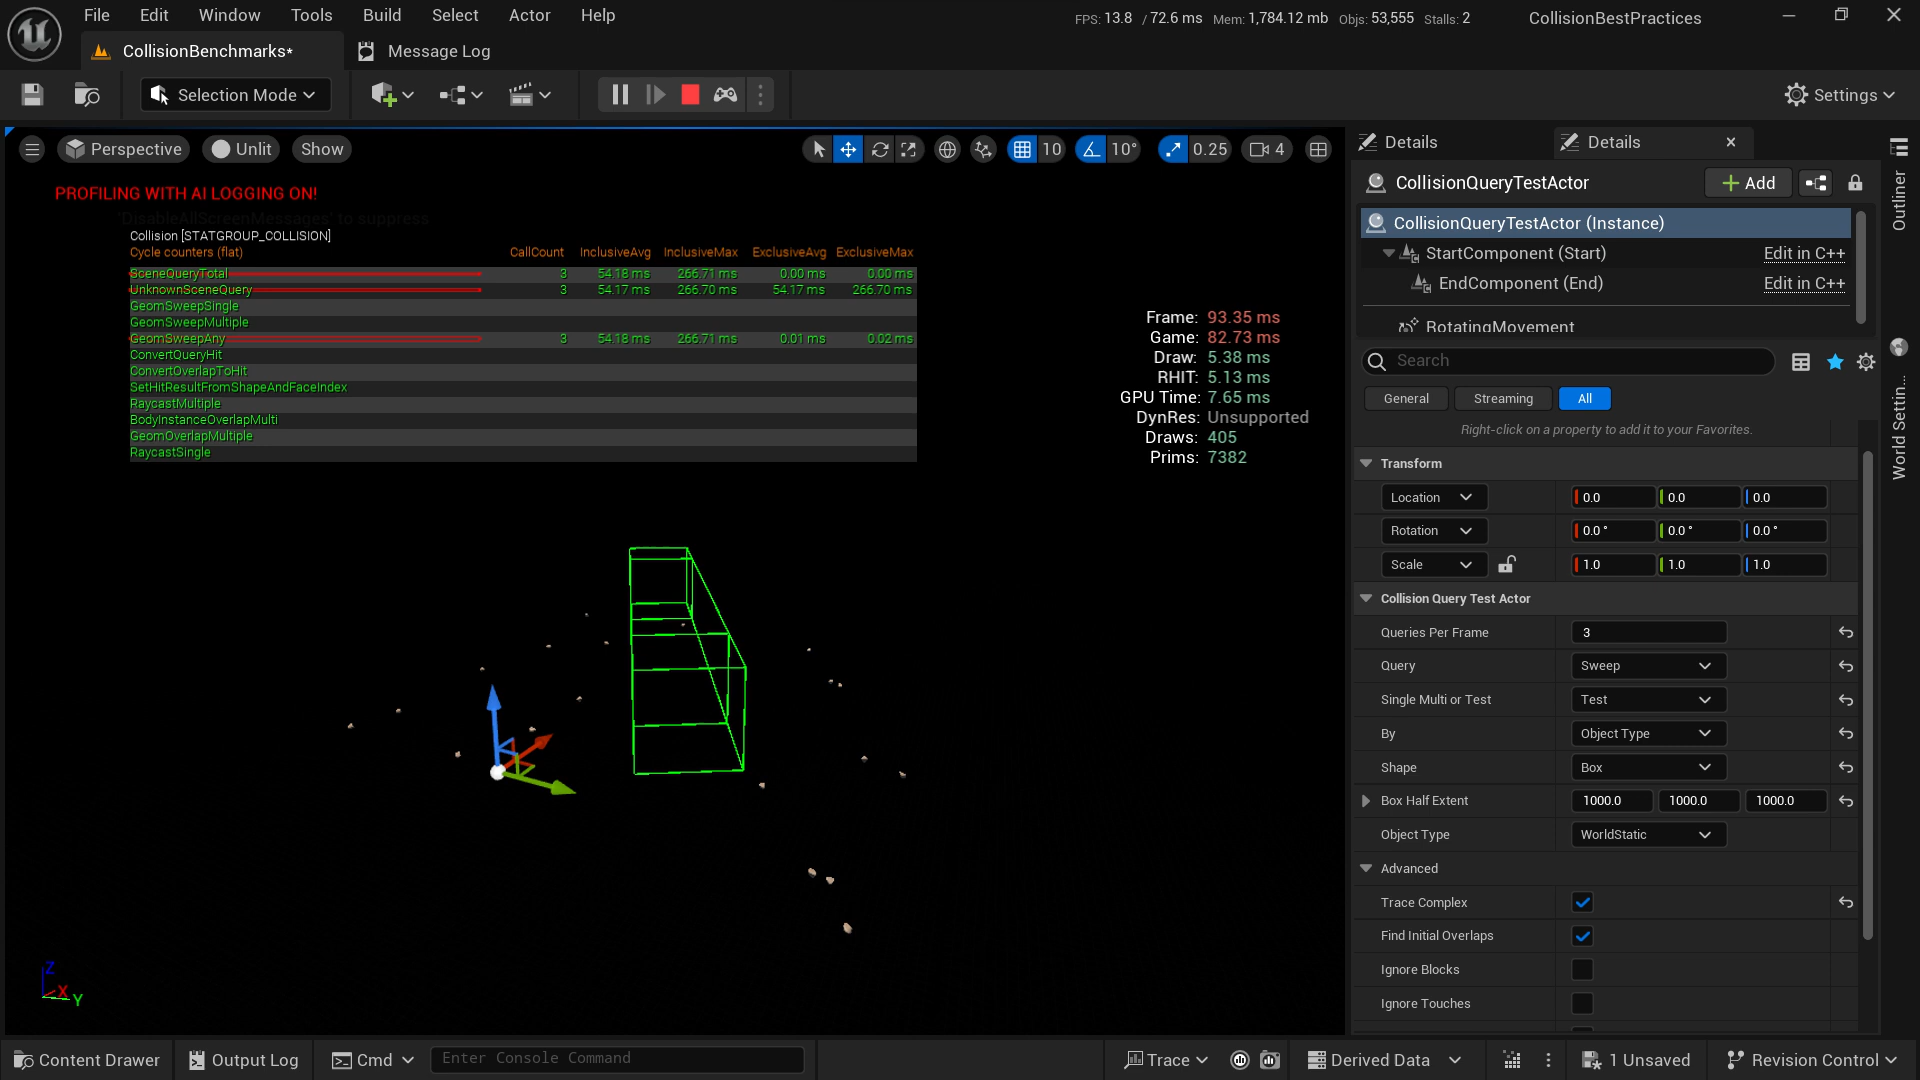 File Edit Window Tools Build Select Actor Help
FPS: 13.8 / 72.6 ms Mem: 1,784.12 mb Objs: 53,555 Stalls: 2
CollisionBestPractices
CollisionBenchmarks*
Message Log
Selection Mode
Settings
Perspective
Unlit
Show
10
10°
0.25
4
PROFILING WITH AI LOGGING ON!
'DisableAllScreenMessages' to suppress
Collision [STATGROUP_COLLISION]
Cycle counters (flat) CallCount InclusiveAvg InclusiveMax ExclusiveAvg ExclusiveMax
SceneQueryTotal 3 54.18 ms 266.71 ms 0.00 ms 0.00 ms
UnknownSceneQuery 3 54.17 ms 266.70 ms 54.17 ms 266.70 ms
GeomSweepSingle
GeomSweepMultiple
GeomSweepAny 3 54.18 ms 266.71 ms 0.01 ms 0.02 ms
ConvertQueryHit
ConvertOverlapToHit
SetHitResultFromShapeAndFaceIndex
RaycastMultiple
BodyInstanceOverlapMulti
GeomOverlapMultiple
RaycastSingle
Frame: 93.35 ms
Game: 82.73 ms
Draw: 5.38 ms
RHIT: 5.13 ms
GPU Time: 7.65 ms
DynRes: Unsupported
Draws: 405
Prims: 7382
Z
X
Y
Details
Details
CollisionQueryTestActor
Add
CollisionQueryTestActor (Instance)
StartComponent (Start) Edit in C++
EndComponent (End) Edit in C++
RotatingMovement
Search
General Streaming All
Right-click on a property to add it to your Favorites.
Transform
Location 0.0 0.0 0.0
Rotation 0.0 ° 0.0 ° 0.0 °
Scale 1.0 1.0 1.0
Collision Query Test Actor
Queries Per Frame 3
Query Sweep
Single Multi or Test Test
By Object Type
Shape Box
Box Half Extent 1000.0 1000.0 1000.0
Object Type WorldStatic
Advanced
Trace Complex
Find Initial Overlaps
Ignore Blocks
Ignore Touches
Outliner
World Settin...
Content Drawer
Output Log
Cmd
Enter Console Command
Trace
Derived Data
1 Unsaved
Revision Control